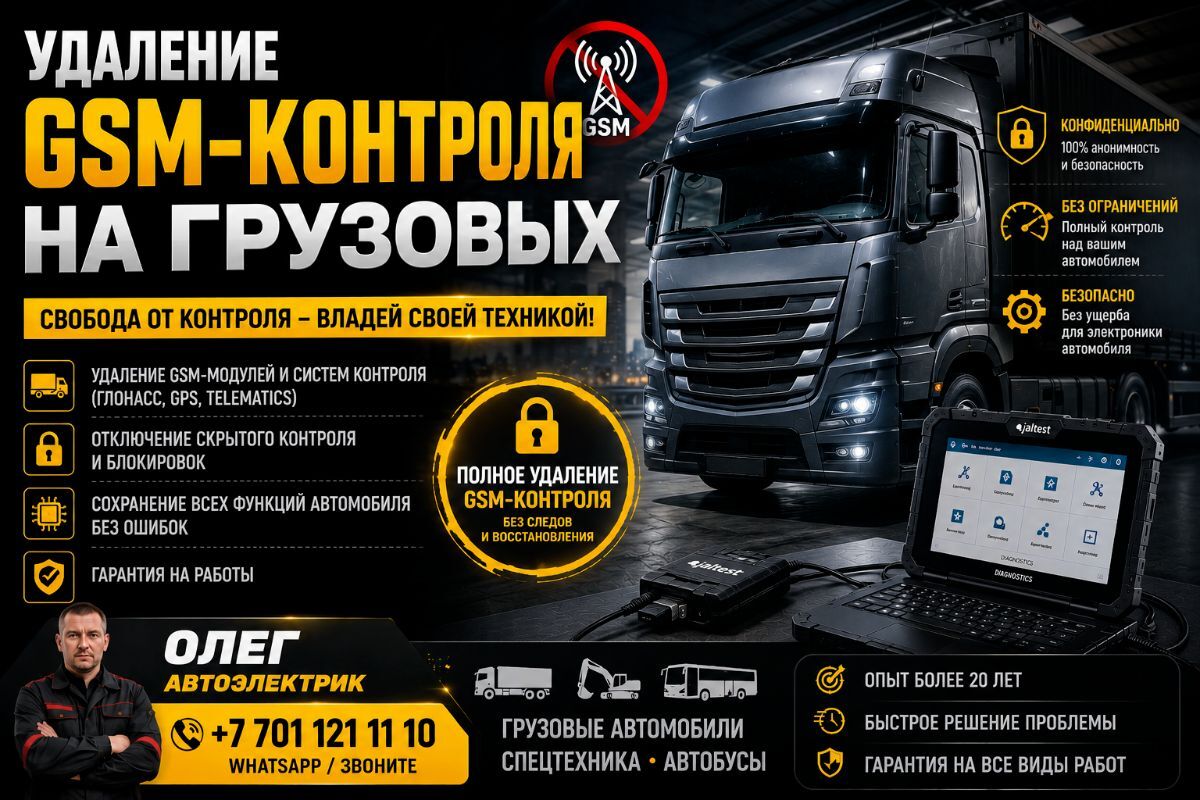 УДАЛЕНИЕ
GSM-КОНТРОЛЯ
НА ГРУЗОВЫХ
GSM
СВОБОДА ОТ КОНТРОЛЯ – ВЛАДЕЙ СВОЕЙ ТЕХНИКОЙ!
УДАЛЕНИЕ GSM-МОДУЛЕЙ И СИСТЕМ КОНТРОЛЯ
(ГЛОНАСС, GPS, TELEMATICS)
ОТКЛЮЧЕНИЕ СКРЫТОГО КОНТРОЛЯ
И БЛОКИРОВОК
СОХРАНЕНИЕ ВСЕХ ФУНКЦИЙ АВТОМОБИЛЯ
БЕЗ ОШИБОК
ГАРАНТИЯ НА РАБОТЫ
ПОЛНОЕ УДАЛЕНИЕ
GSM-КОНТРОЛЯ
БЕЗ СЛЕДОВ
И ВОССТАНОВЛЕНИЯ
КОНФИДЕНЦИАЛЬНО
100% анонимность
и безопасность
БЕЗ ОГРАНИЧЕНИЙ
Полный контроль
над вашим
автомобилем
БЕЗОПАСНО
Без ущерба
для электроники
автомобиля
jaltest
DIAGNOSTICS
DIAGNOSTICS
jaltest
ОЛЕГ
АВТОЭЛЕКТРИК
+7 701 121 11 10
WHATSAPP / ЗВОНИТЕ
ГРУЗОВЫЕ АВТОМОБИЛИ
СПЕЦТЕХНИКА • АВТОБУСЫ
ОПЫТ БОЛЕЕ 20 ЛЕТ
БЫСТРОЕ РЕШЕНИЕ ПРОБЛЕМЫ
ГАРАНТИЯ НА ВСЕ ВИДЫ РАБОТ